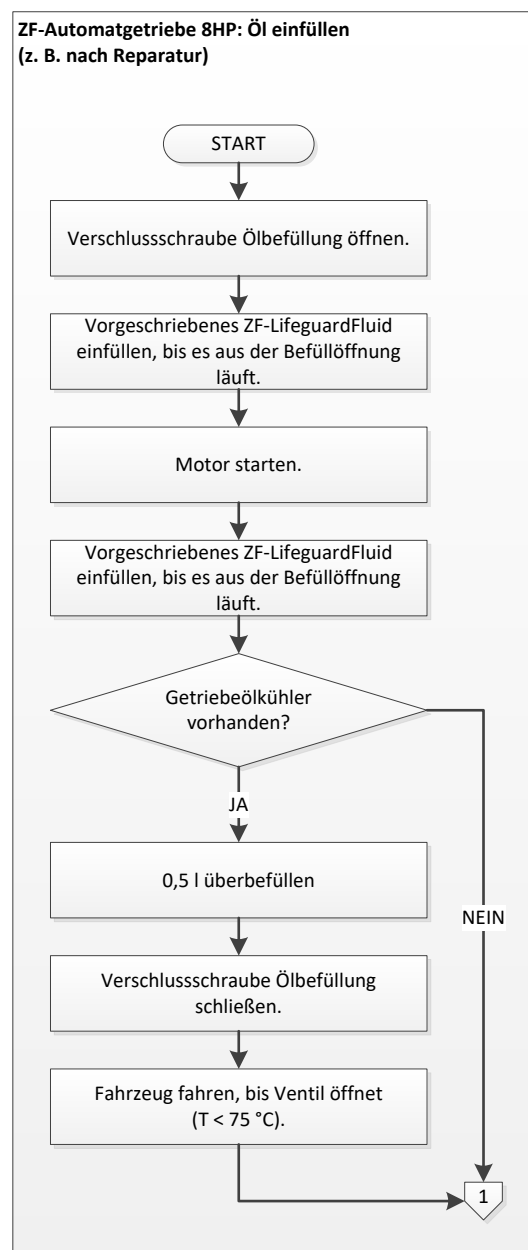 ZF-Automatgetriebe 8HP: Öl einfüllen
(z. B. nach Reparatur)
START
Verschlussschraube Ölbefüllung öffnen.
Vorgeschriebenes ZF-LifeguardFluid
einfüllen, bis es aus der Befüllöffnung
läuft.
Motor starten.
Vorgeschriebenes ZF-LifeguardFluid
einfüllen, bis es aus der Befüllöffnung
läuft.
Getriebeölkühler
vorhanden?
JA
0,5 l überbefüllen
NEIN
Verschlussschraube Ölbefüllung
schließen.
Fahrzeug fahren, bis Ventil öffnet
(T < 75 °C).
1